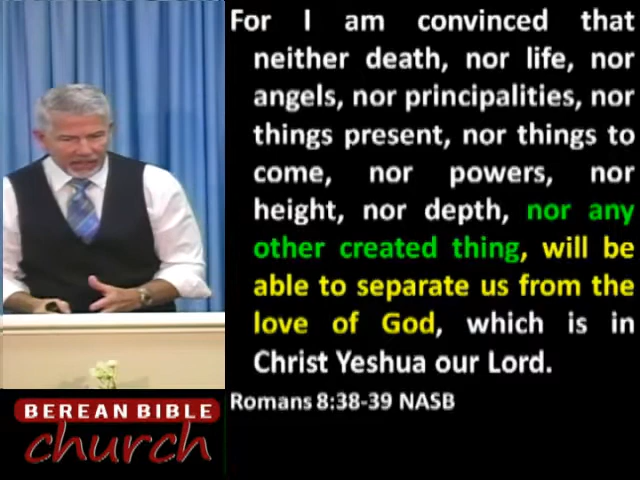 For I am convinced that
neither death, nor life, nor
angels, nor principalities, nor
things present, nor things to
come, nor powers, nor
height, nor depth, nor any
other created thing, will be
able to separate us from the
love of God, which is in
Christ Yeshua our Lord.
Romans 8:38-39 NASB
BEREAN BIBLE
church